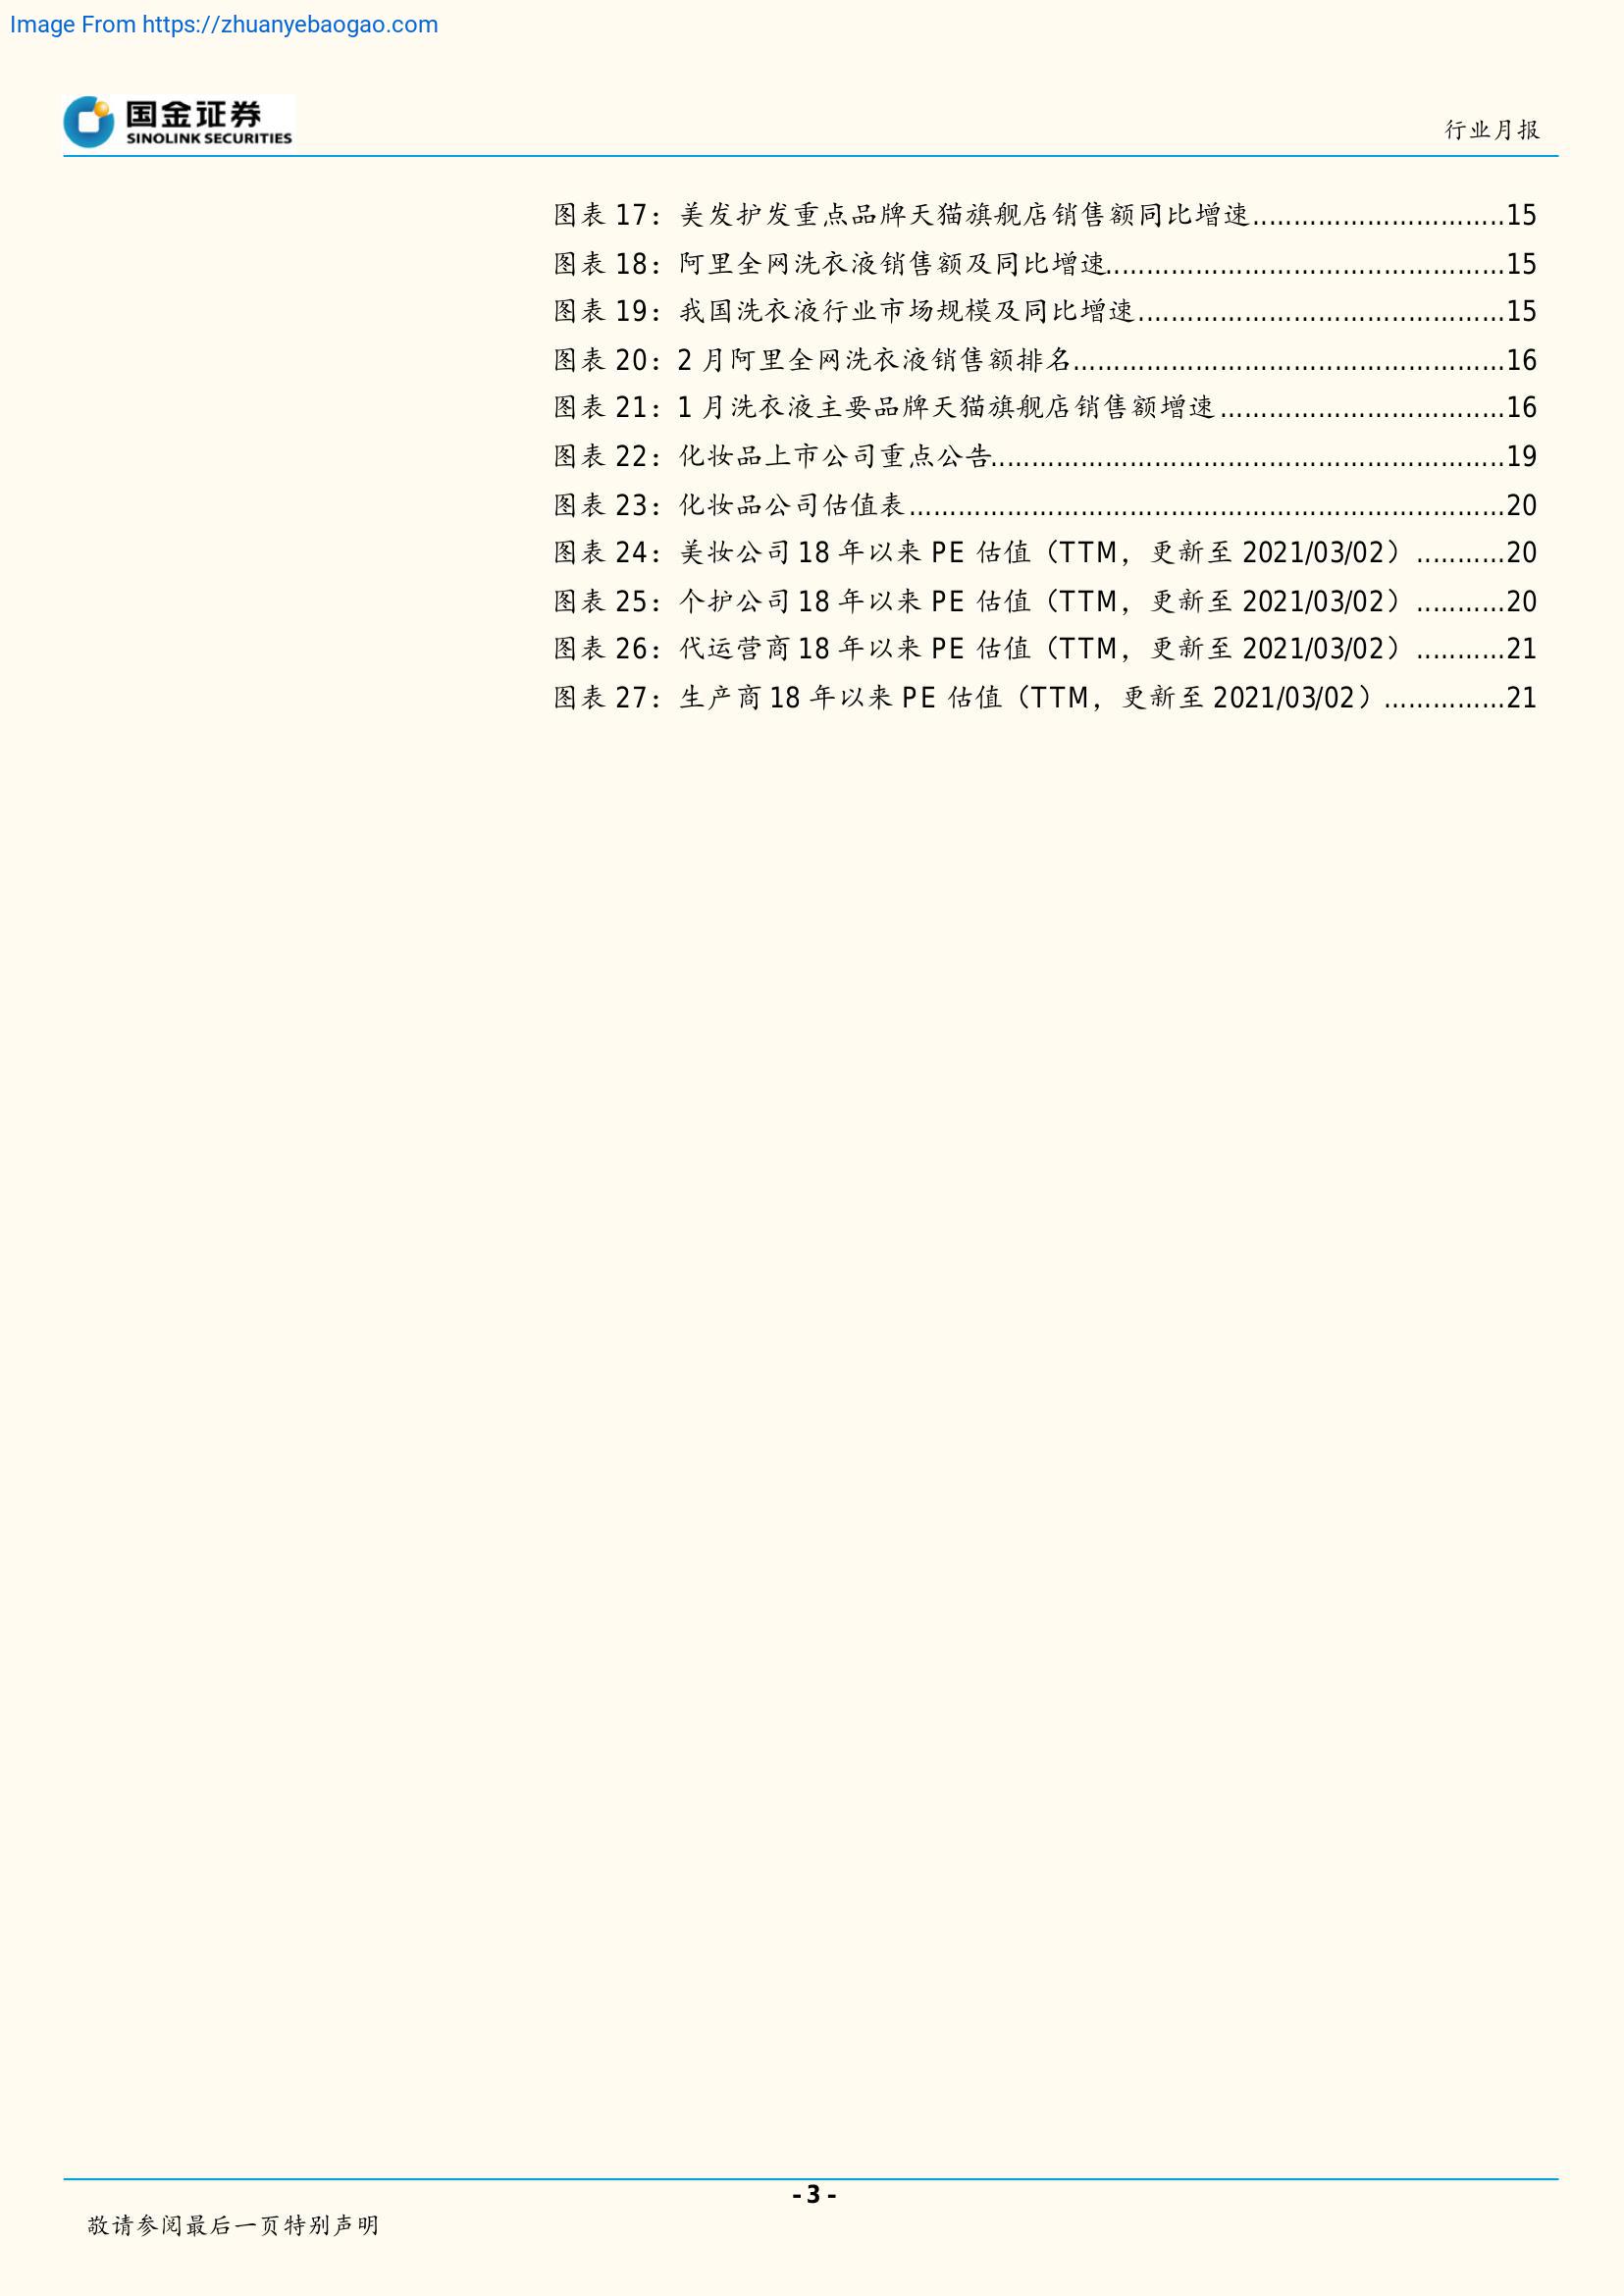 Image From https://zhuanyebaogao.com
国金证券
SINOLINK SECURITIES
行业月报
图表 17：美发护发重点品牌天猫旗舰店销售额同比增速...............................15
图表 18：阿里全网洗衣液销售额及同比增速................................................15
图表 19：我国洗衣液行业市场规模及同比增速.............................................15
图表 20：2 月阿里全网洗衣液销售额排名.....................................................16
图表 21：1 月洗衣液主要品牌天猫旗舰店销售额增速...................................16
图表 22：化妆品上市公司重点公告...............................................................19
图表 23：化妆品公司估值表.........................................................................20
图表 24：美妆公司 18 年以来 PE 估值（TTM，更新至 2021/03/02）...........20
图表 25：个护公司 18 年以来 PE 估值（TTM，更新至 2021/03/02）...........20
图表 26：代运营商 18 年以来 PE 估值（TTM，更新至 2021/03/02）...........21
图表 27：生产商 18 年以来 PE 估值（TTM，更新至 2021/03/02）...............21
- 3 -
敬请参阅最后一页特别声明